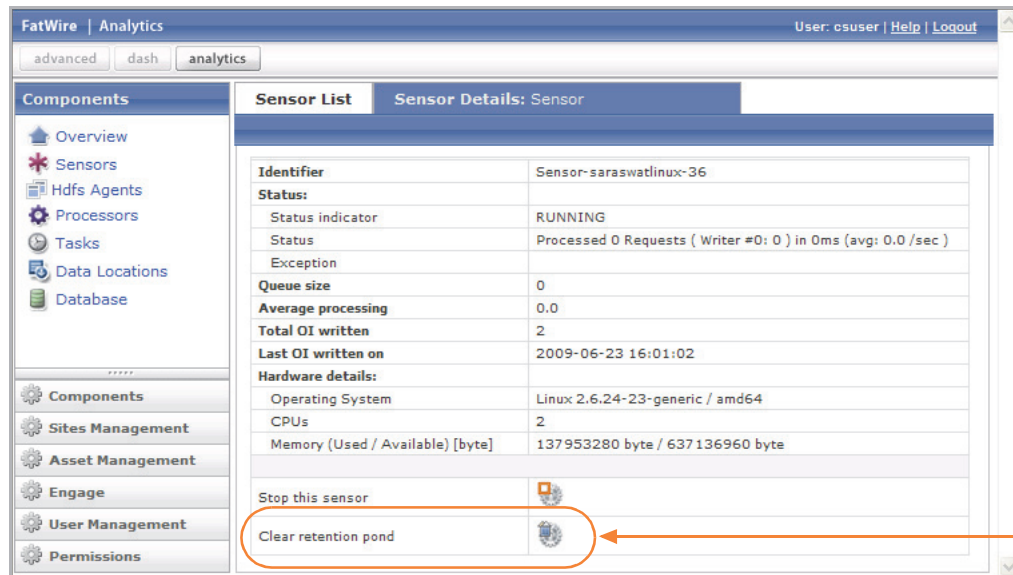 FatWire | Analytics
User: csuser | Help | Logout
advanced dash analytics
Components
Overview
Sensors
Hdfs Agents
Processors
Tasks
Data Locations
Database
Components
Sites Management
Asset Management
Engage
User Management
Permissions
Sensor List
Sensor Details: Sensor
Identifier Sensor-saraswatlinux-36
Status:
Status indicator RUNNING
Status Processed 0 Requests ( Writer #0: 0 ) in 0ms (avg: 0.0 /sec )
Exception
Queue size 0
Average processing 0.0
Total OI written 2
Last OI written on 2009-06-23 16:01:02
Hardware details:
Operating System Linux 2.6.24-23-generic / amd64
CPUs 2
Memory (Used / Available) [byte] 137953280 byte / 637136960 byte
Stop this sensor
Clear retention pond